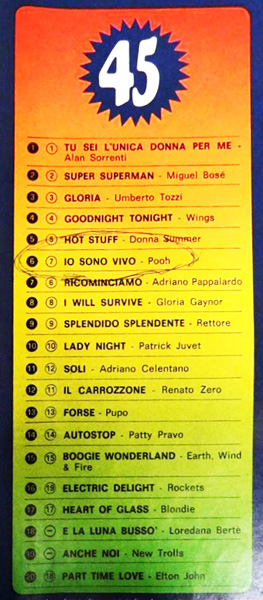 45
1 1 TU SEI L'UNICA DONNA PER ME -
Alan Sorrenti
2 2 SUPER SUPERMAN - Miguel Bosé
3 3 GLORIA - Umberto Tozzi
4 4 GOODNIGHT TONIGHT - Wings
5 6 HOT STUFF - Donna Summer
6 7 IO SONO VIVO - Pooh
7 RICOMINCIAMO - Adriano Pappalardo
8 8 I WILL SURVIVE - Gloria Gaynor
9 9 SPLENDIDO SPLENDENTE - Rettore
10 10 LADY NIGHT - Patrick Juvet
11 12 SOLI - Adriano Celentano
12 11 IL CARROZZONE - Renato Zero
13 13 FORSE - Pupo
14 14 AUTOSTOP - Patty Pravo
15 15 BOOGIE WONDERLAND - Earth, Wind
& Fire
16 19 ELECTRIC DELIGHT - Rockets
17 17 HEART OF GLASS - Blondie
18 – E LA LUNA BUSSO' - Loredana Bertè
19 – ANCHE NOI - New Trolls
20 18 PART TIME LOVE - Elton John